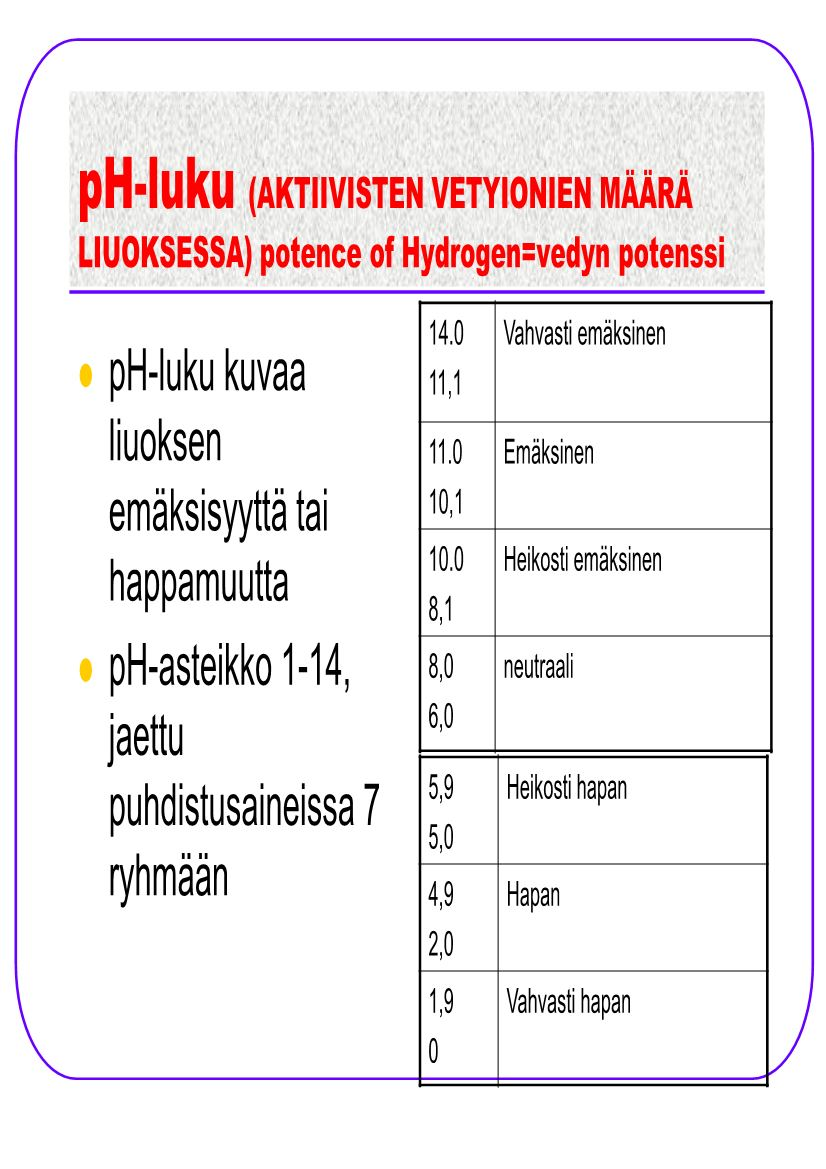 pH-luku (AKTIIVISTEN VETYIONIEN MÄÄRÄ
LIUOKSESSA) potence of Hydrogen=vedyn potenssi
• pH-luku kuvaa
liuoksen
emäksisyyttä tai
happamuutta
• pH-asteikko 1-14,
jaettu
puhdistusaineissa 7
ryhmään
14.0 Vahvasti emäksinen
11,1
11.0 Emäksinen
10,1
10.0 Heikosti emäksinen
8,1
8,0 neutraali
6,0
5,9 Heikosti hapan
5,0
4,9 Hapan
2,0
1,9 Vahvasti hapan
0